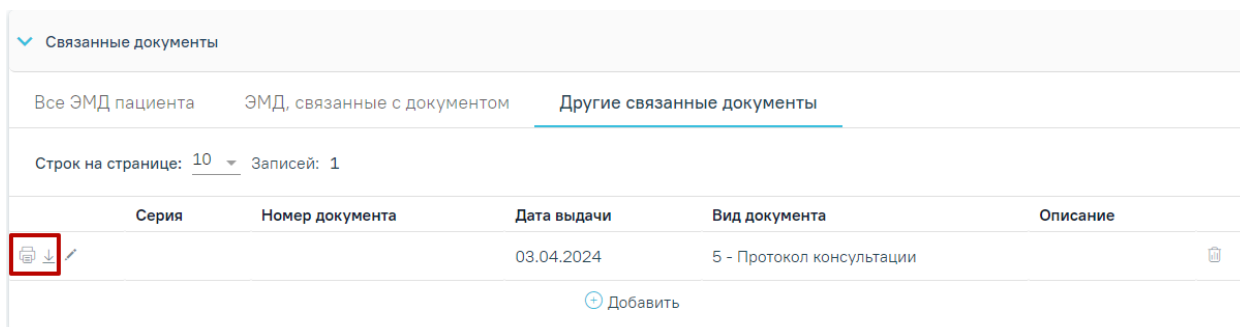 Связанные документы
Все ЭМД пациента ЭМД, связанные с документом Другие связанные документы
Строк на странице: 10 Записей: 1
Серия Номер документа Дата выдачи Вид документа Описание
03.04.2024 5 - Протокол консультации
Добавить